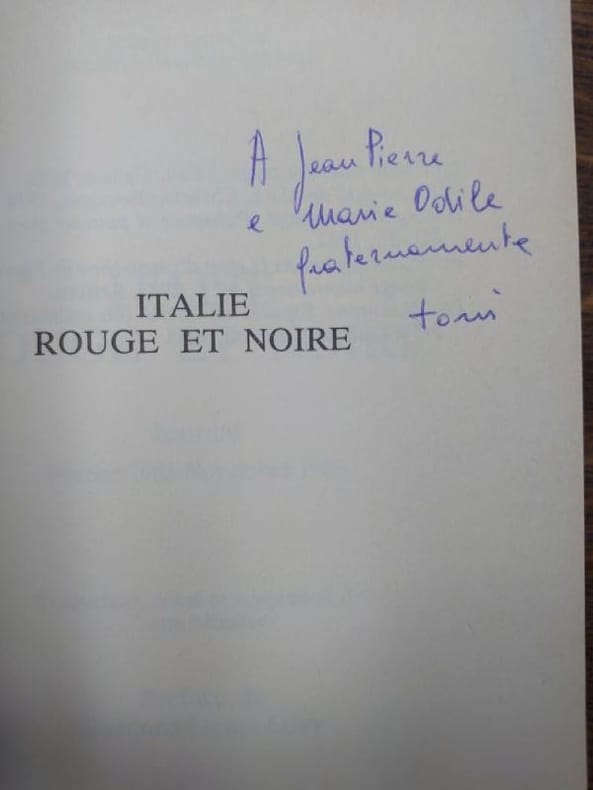 A Jean Pierre
e Marie Odile
fraternamente
toni
ITALIE
ROUGE ET NOIRE